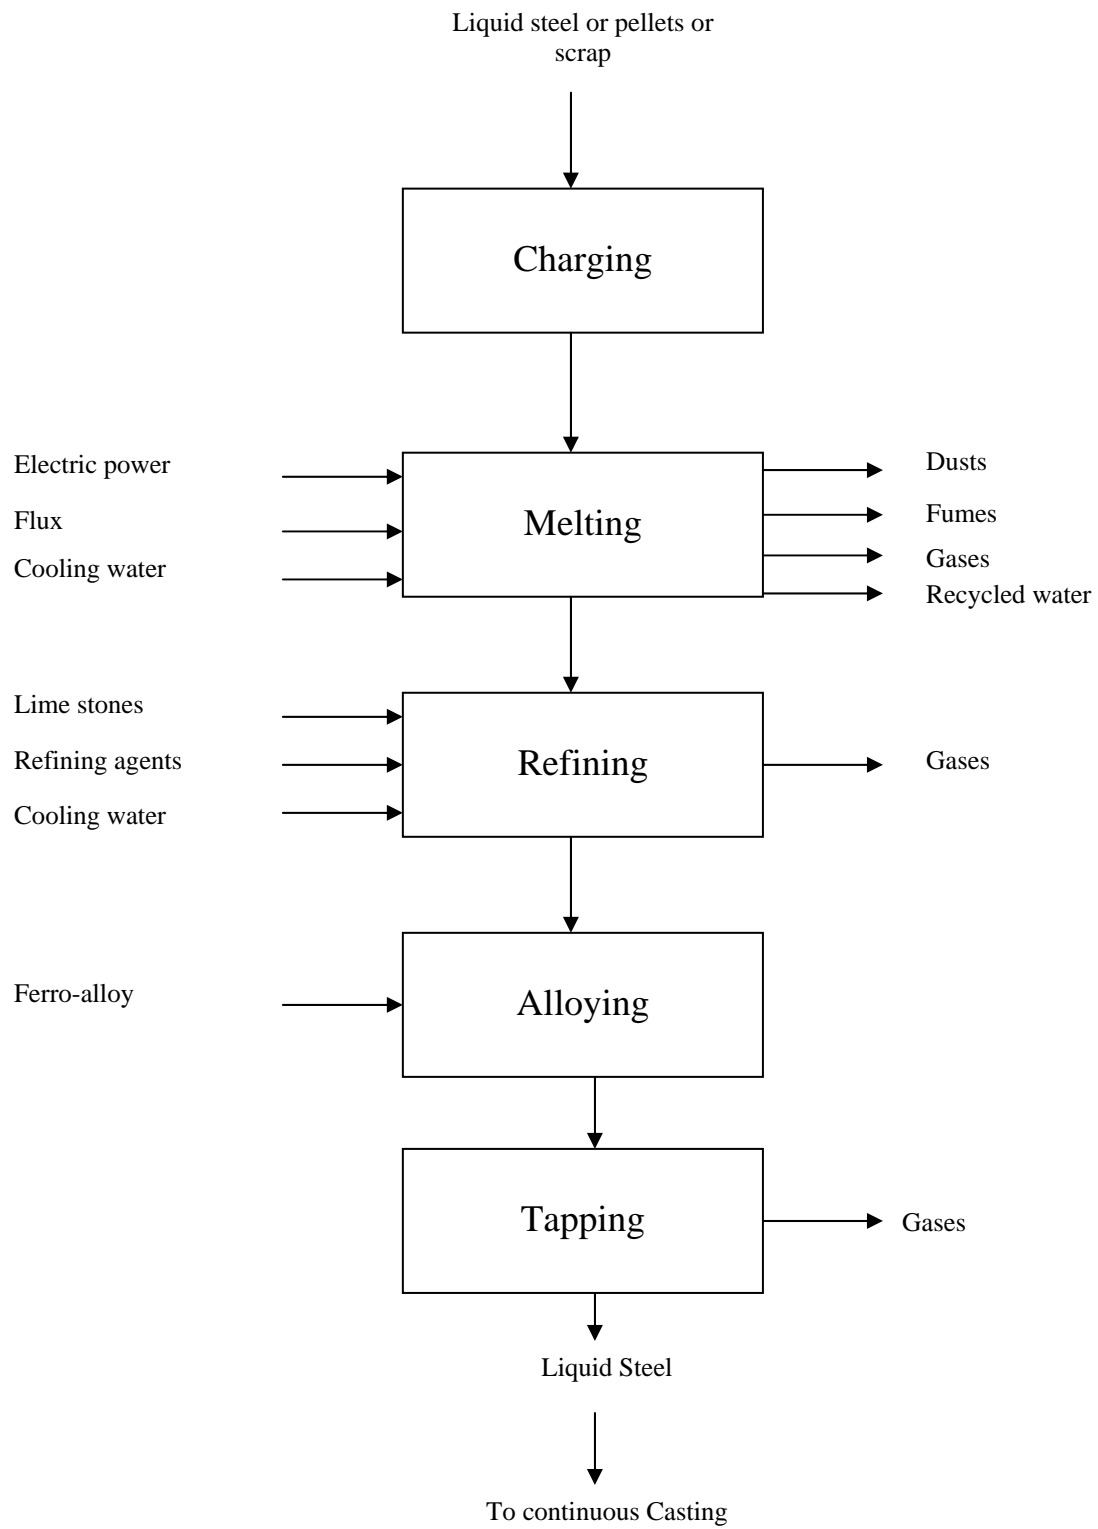 Liquid steel or pellets or
scrap
Charging
Electric power
Flux
Cooling water
Melting
Dusts
Fumes
Gases
Recycled water
Lime stones
Refining agents
Cooling water
Refining
Gases
Ferro-alloy
Alloying
Tapping
Gases
Liquid Steel
To continuous Casting